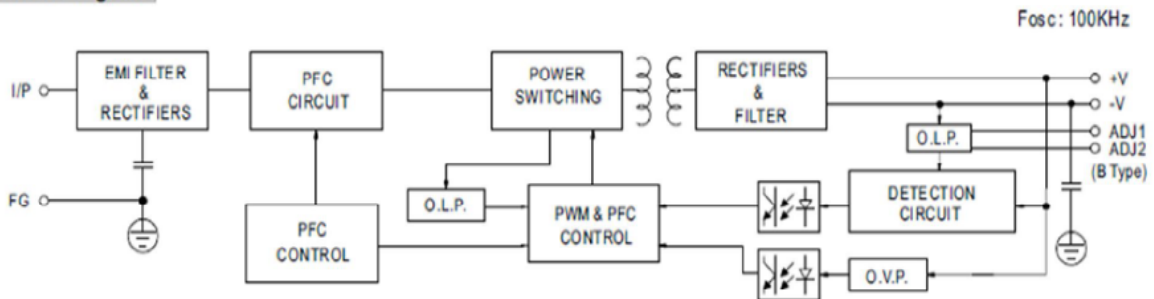 Fosc: 100KHz
I/P
EMI FILTER
&
RECTIFIERS
PFC
CIRCUIT
POWER
SWITCHING
RECTIFIERS
&
FILTER
+V
-V
O.L.P.
ADJ1
ADJ2
(B Type)
FG
O.L.P.
PFC
CONTROL
PWM & PFC
CONTROL
DETECTION
CIRCUIT
O.V.P.